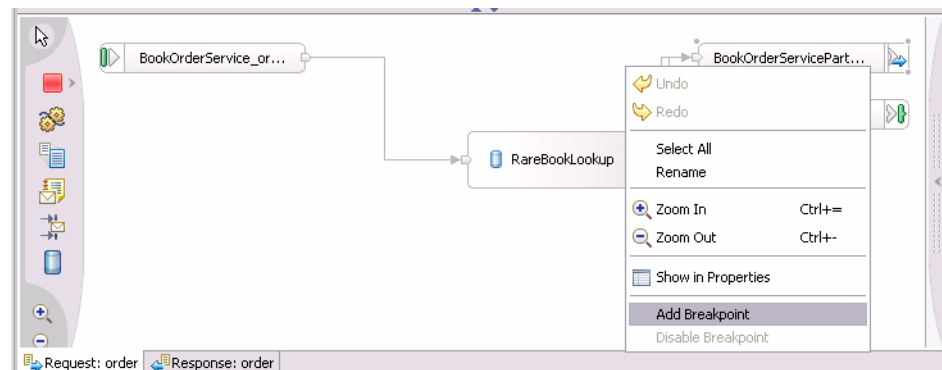 BookOrderService_or...
BookOrderServicePart...
Undo
Redo
RareBookLookup
Select All
Rename
Zoom In Ctrl+=
Zoom Out Ctrl+-
Show in Properties
Add Breakpoint
Disable Breakpoint
Request: order Response: order